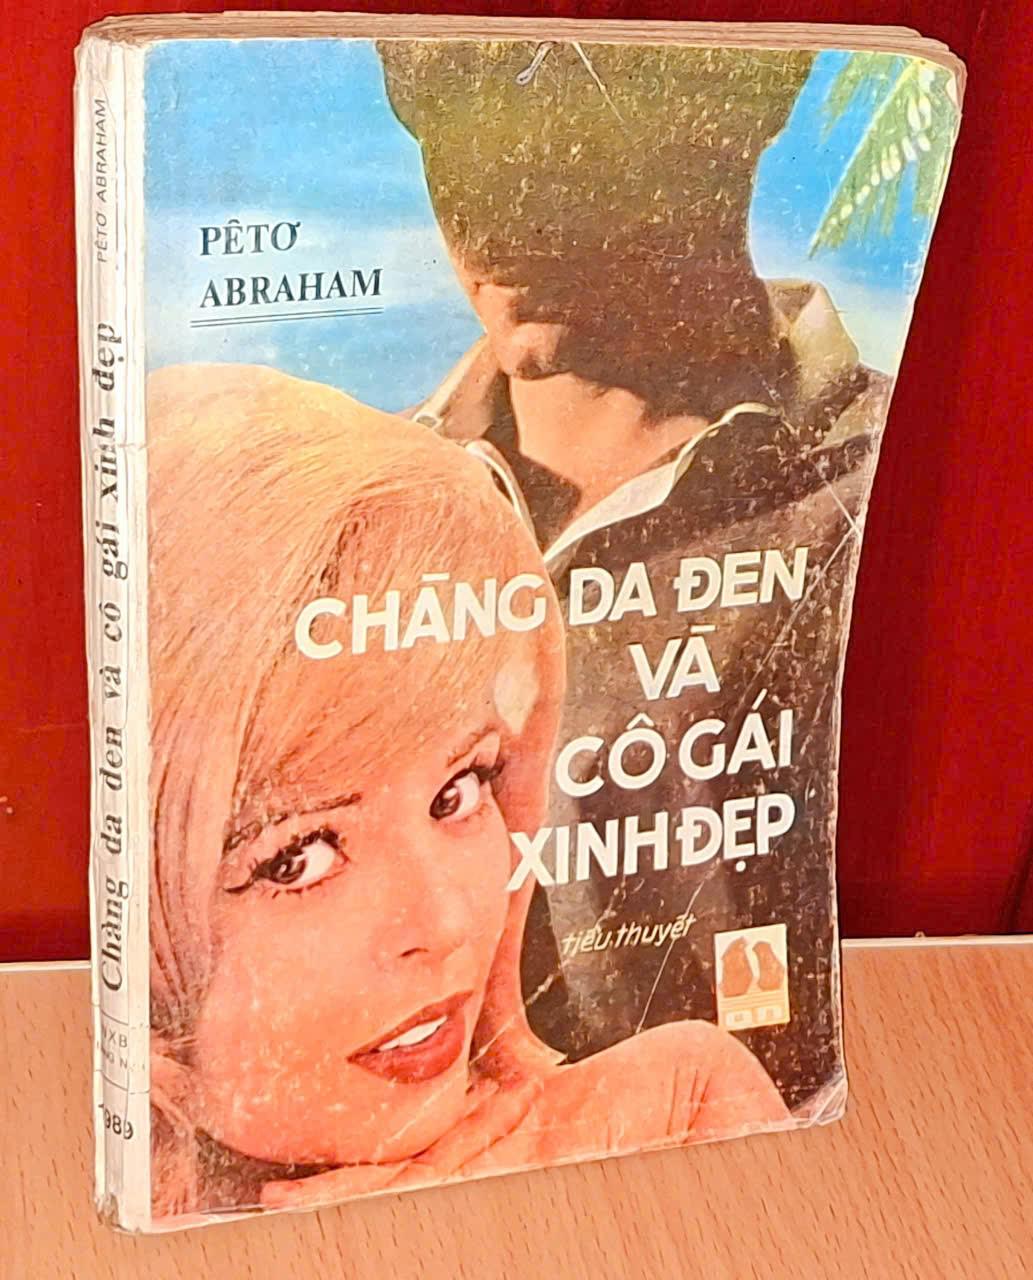 PÊTƠ ABRAHAM
Chàng da đen và cô gái xinh đẹp
NXB
1989
PÊTƠ
ABRAHAM
CHÀNG DA ĐEN
VÀ
CÔ GÁI
XINH ĐẸP
tiểu thuyết
ĐN